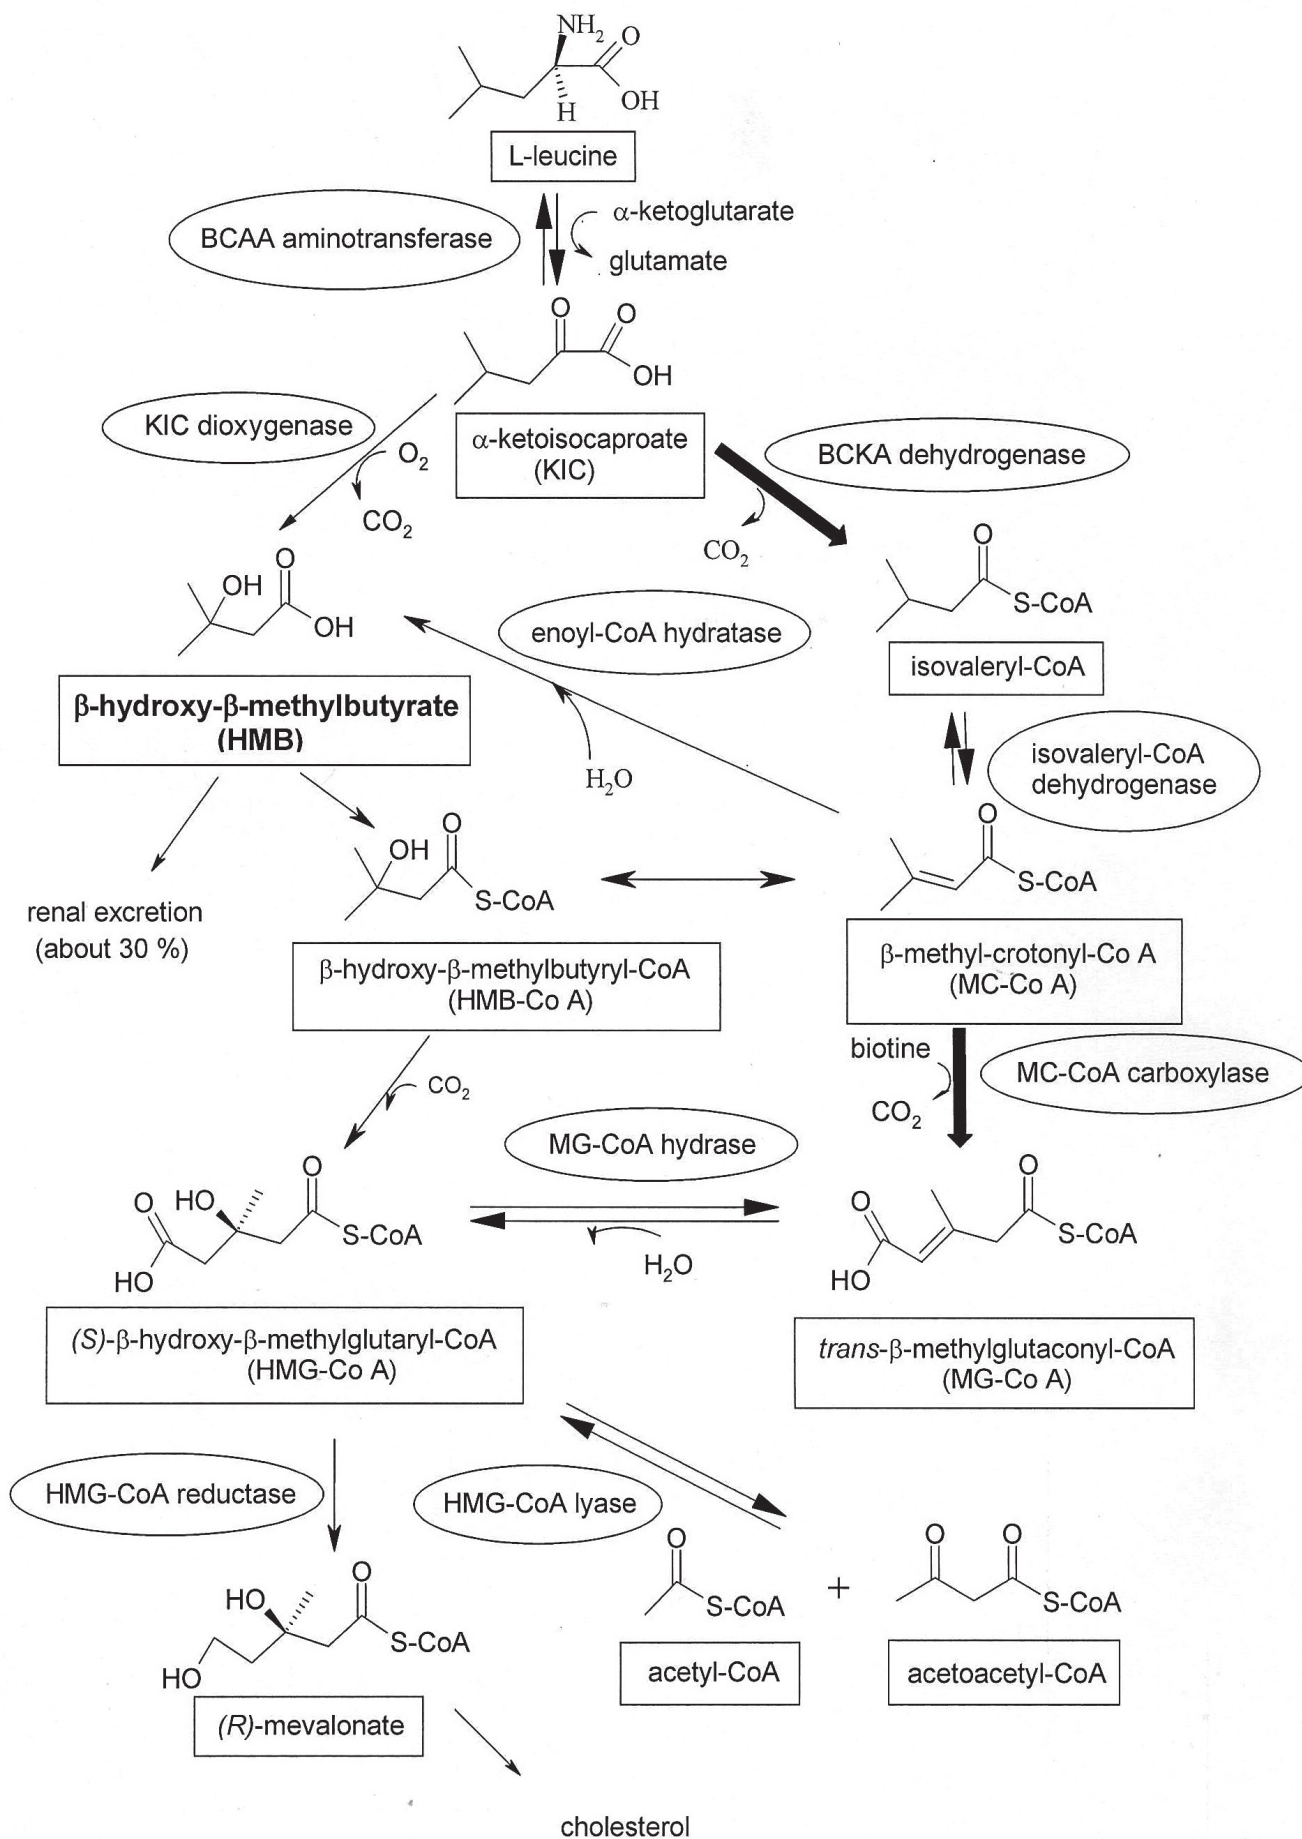 NH2
O
OH
H
L-leucine
BCAA aminotransferase
α-ketoglutarate
glutamate
O
O
OH
KIC dioxygenase
O2
CO2
α-ketoisocaproate
(KIC)
BCKA dehydrogenase
CO2
O
S-CoA
isovaleryl-CoA
OH
O
OH
enoyl-CoA hydratase
β-hydroxy-β-methylbutyrate
(HMB)
H2O
isovaleryl-CoA
dehydrogenase
renal excretion
(about 30 %)
OH
O
S-CoA
O
S-CoA
β-hydroxy-β-methylbutyryl-CoA
(HMB-Co A)
β-methyl-crotonyl-Co A
(MC-Co A)
CO2
biotine
CO2
MC-CoA carboxylase
MG-CoA hydrase
O
HO
HO
O
S-CoA
H2O
O
HO
O
S-CoA
(S)-β-hydroxy-β-methylglutaryl-CoA
(HMG-Co A)
trans-β-methylglutaconyl-CoA
(MG-Co A)
HMG-CoA reductase
HMG-CoA lyase
HO
HO
O
S-CoA
O
S-CoA
+
O
O
S-CoA
(R)-mevalonate
acetyl-CoA
acetoacetyl-CoA
cholesterol